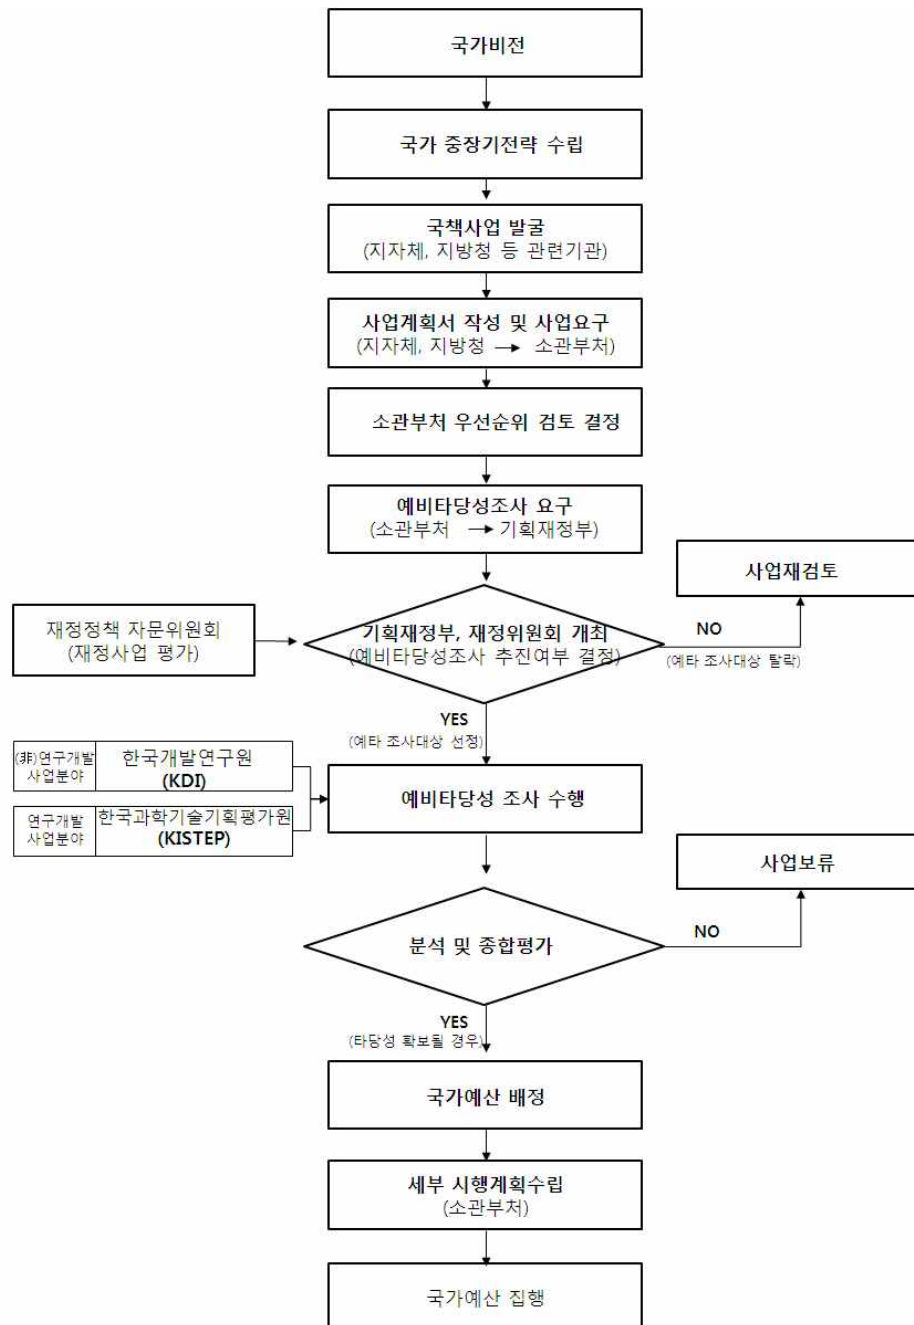 국가비전
국가 중장기전략 수립
국책사업 발굴
(지자체, 지방청 등 관련기관)
사업계획서 작성 및 사업요구
(지자체, 지방청 → 소관부처)
소관부처 우선순위 검토 결정
예비타당성조사 요구
(소관부처 → 기획재정부)
사업재검토
재정정책 자문위원회
(재정사업 평가)
기획재정부, 재정위원회 개최
(예비타당성조사 추진여부 결정)
NO
(예타 조사대상 탈락)
YES
(예타 조사대상 선정)
(非)연구개발
사업분야
한국개발연구원
(KDI)
연구개발
사업분야
한국과학기술기획평가원
(KISTEP)
예비타당성 조사 수행
사업보류
분석 및 종합평가
NO
YES
(타당성 확보될 경우)
국가예산 배정
세부 시행계획수립
(소관부처)
국가예산 집행